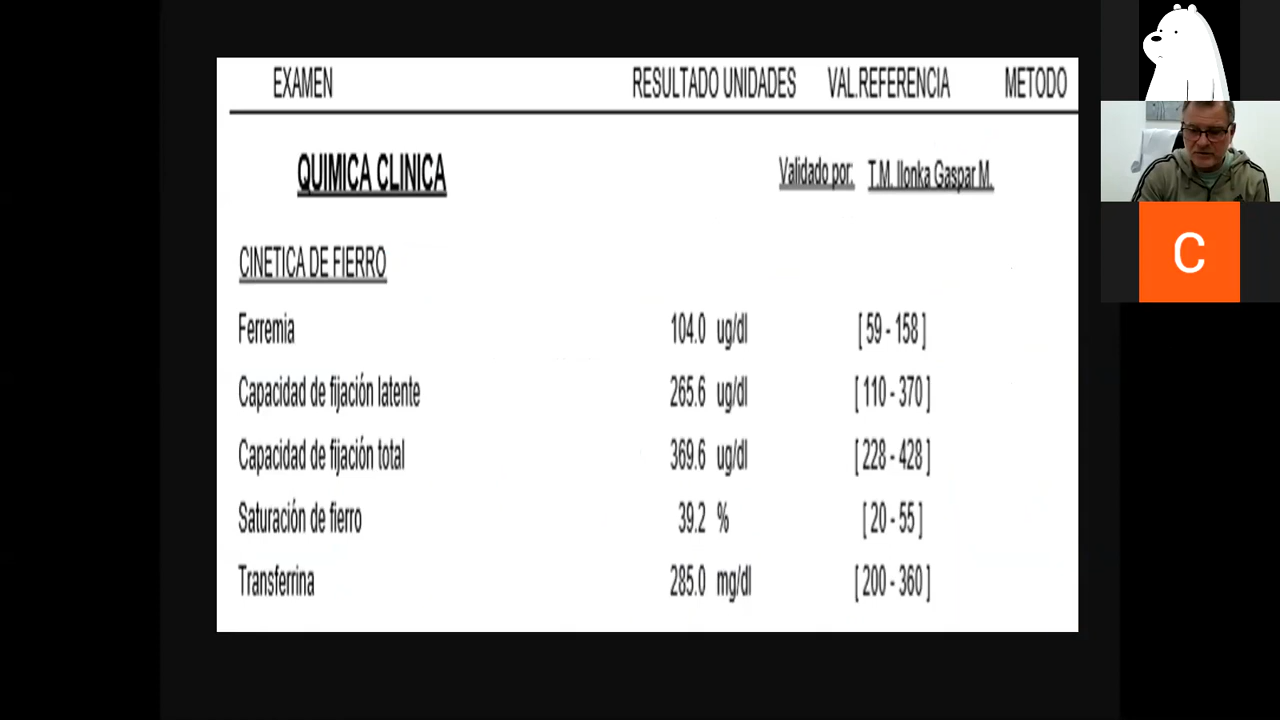 EXAMEN RESULTADO UNIDADES VAL.REFERENCIA METODO
QUIMICA CLINICA Validado por: T.M. Ilonka Gaspar M.
CINETICA DE FIERRO
Ferremia 104.0 ug/dl [ 59 - 158 ]
Capacidad de fijación latente 265.6 ug/dl [ 110 - 370 ]
Capacidad de fijación total 369.6 ug/dl [ 228 - 428 ]
Saturación de fierro 39.2 % [ 20 - 55 ]
Transferrina 285.0 mg/dl [ 200 - 360 ]
C